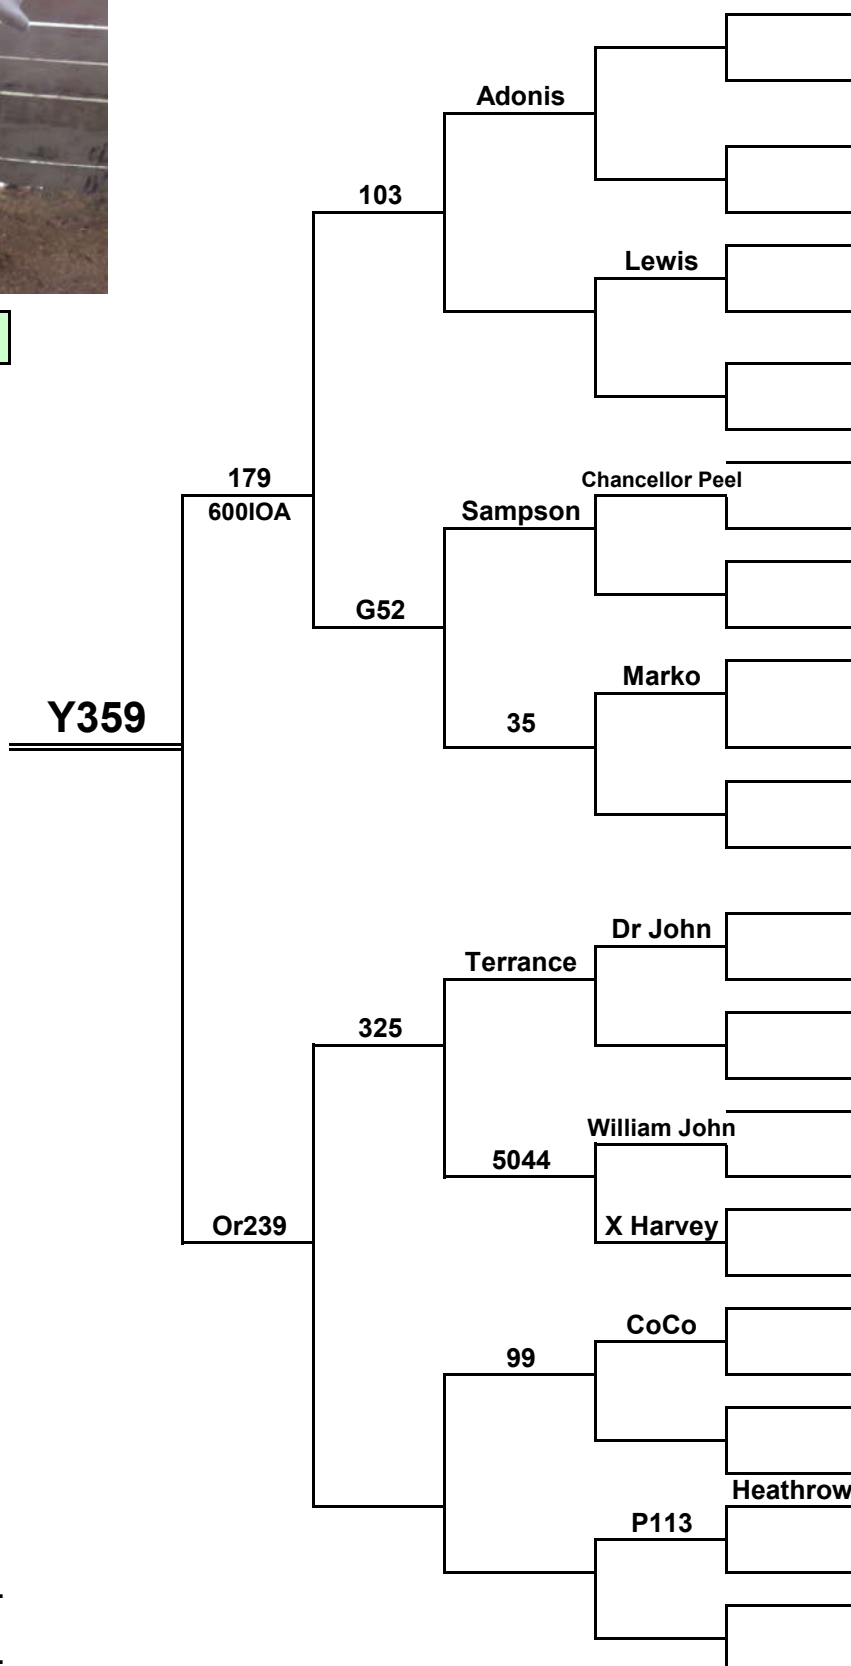 Adonis
103
Lewis
179
600IOA
Chancellor Peel
Sampson
G52
Marko
35
Y359
Dr John
Terrance
325
William John
5044
Or239
X Harvey
CoCo
99
Heathrow
P113